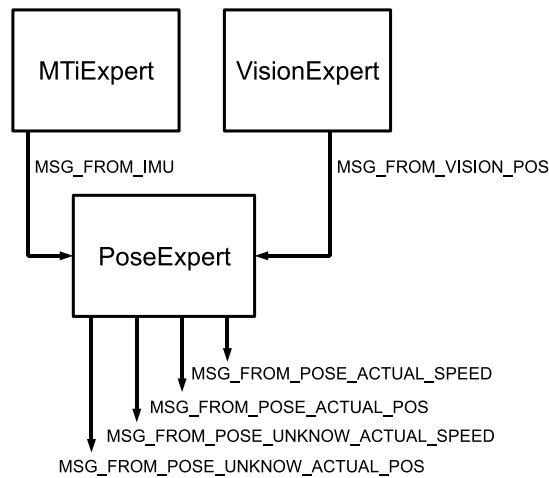 MTiExpert
VisionExpert
MSG_FROM_IMU
MSG_FROM_VISION_POS
PoseExpert
MSG_FROM_POSE_ACTUAL_SPEED
MSG_FROM_POSE_ACTUAL_POS
MSG_FROM_POSE_UNKNOW_ACTUAL_SPEED
MSG_FROM_POSE_UNKNOW_ACTUAL_POS